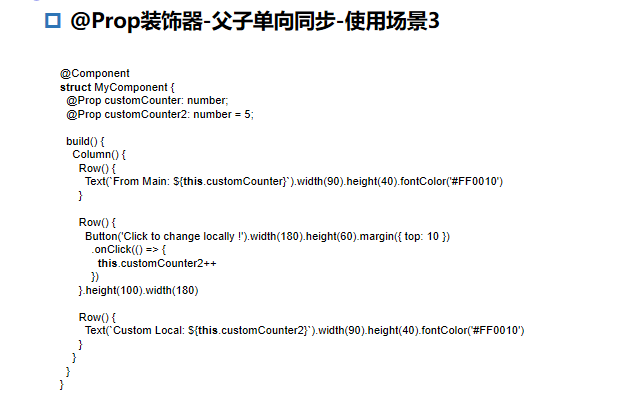 @Prop装饰器-父子单向同步-使用场景3
@Component
struct MyComponent {
@Prop customCounter: number;
@Prop customCounter2: number = 5;
build() {
Column() {
Row() {
Text(`From Main: ${this.customCounter}`).width(90).height(40).fontColor('#FF0010')
}
Row() {
Button('Click to change locally !').width(180).height(60).margin({ top: 10 })
.onClick(() => {
this.customCounter2++
})
}.height(100).width(180)
Row() {
Text(`Custom Local: ${this.customCounter2}`).width(90).height(40).fontColor('#FF0010')
}
}
}
}